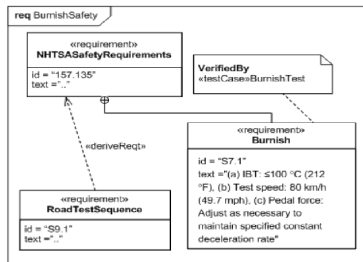 req BurnishSafety
«requirement»
NHTSASafetyRequirements
id = "157.135"
text =".."
VerifiedBy
«testCase»BurnishTest
«deriveReqt»
«requirement»
Burnish
id = "S7.1"
text ="(a) IBT: ≤100 °C (212
°F), (b) Test speed: 80 km/h
(49.7 mph), (c) Pedal force:
Adjust as necessary to
maintain specified constant
deceleration rate"
«requirement»
RoadTestSequence
id = "S9.1"
text =".."